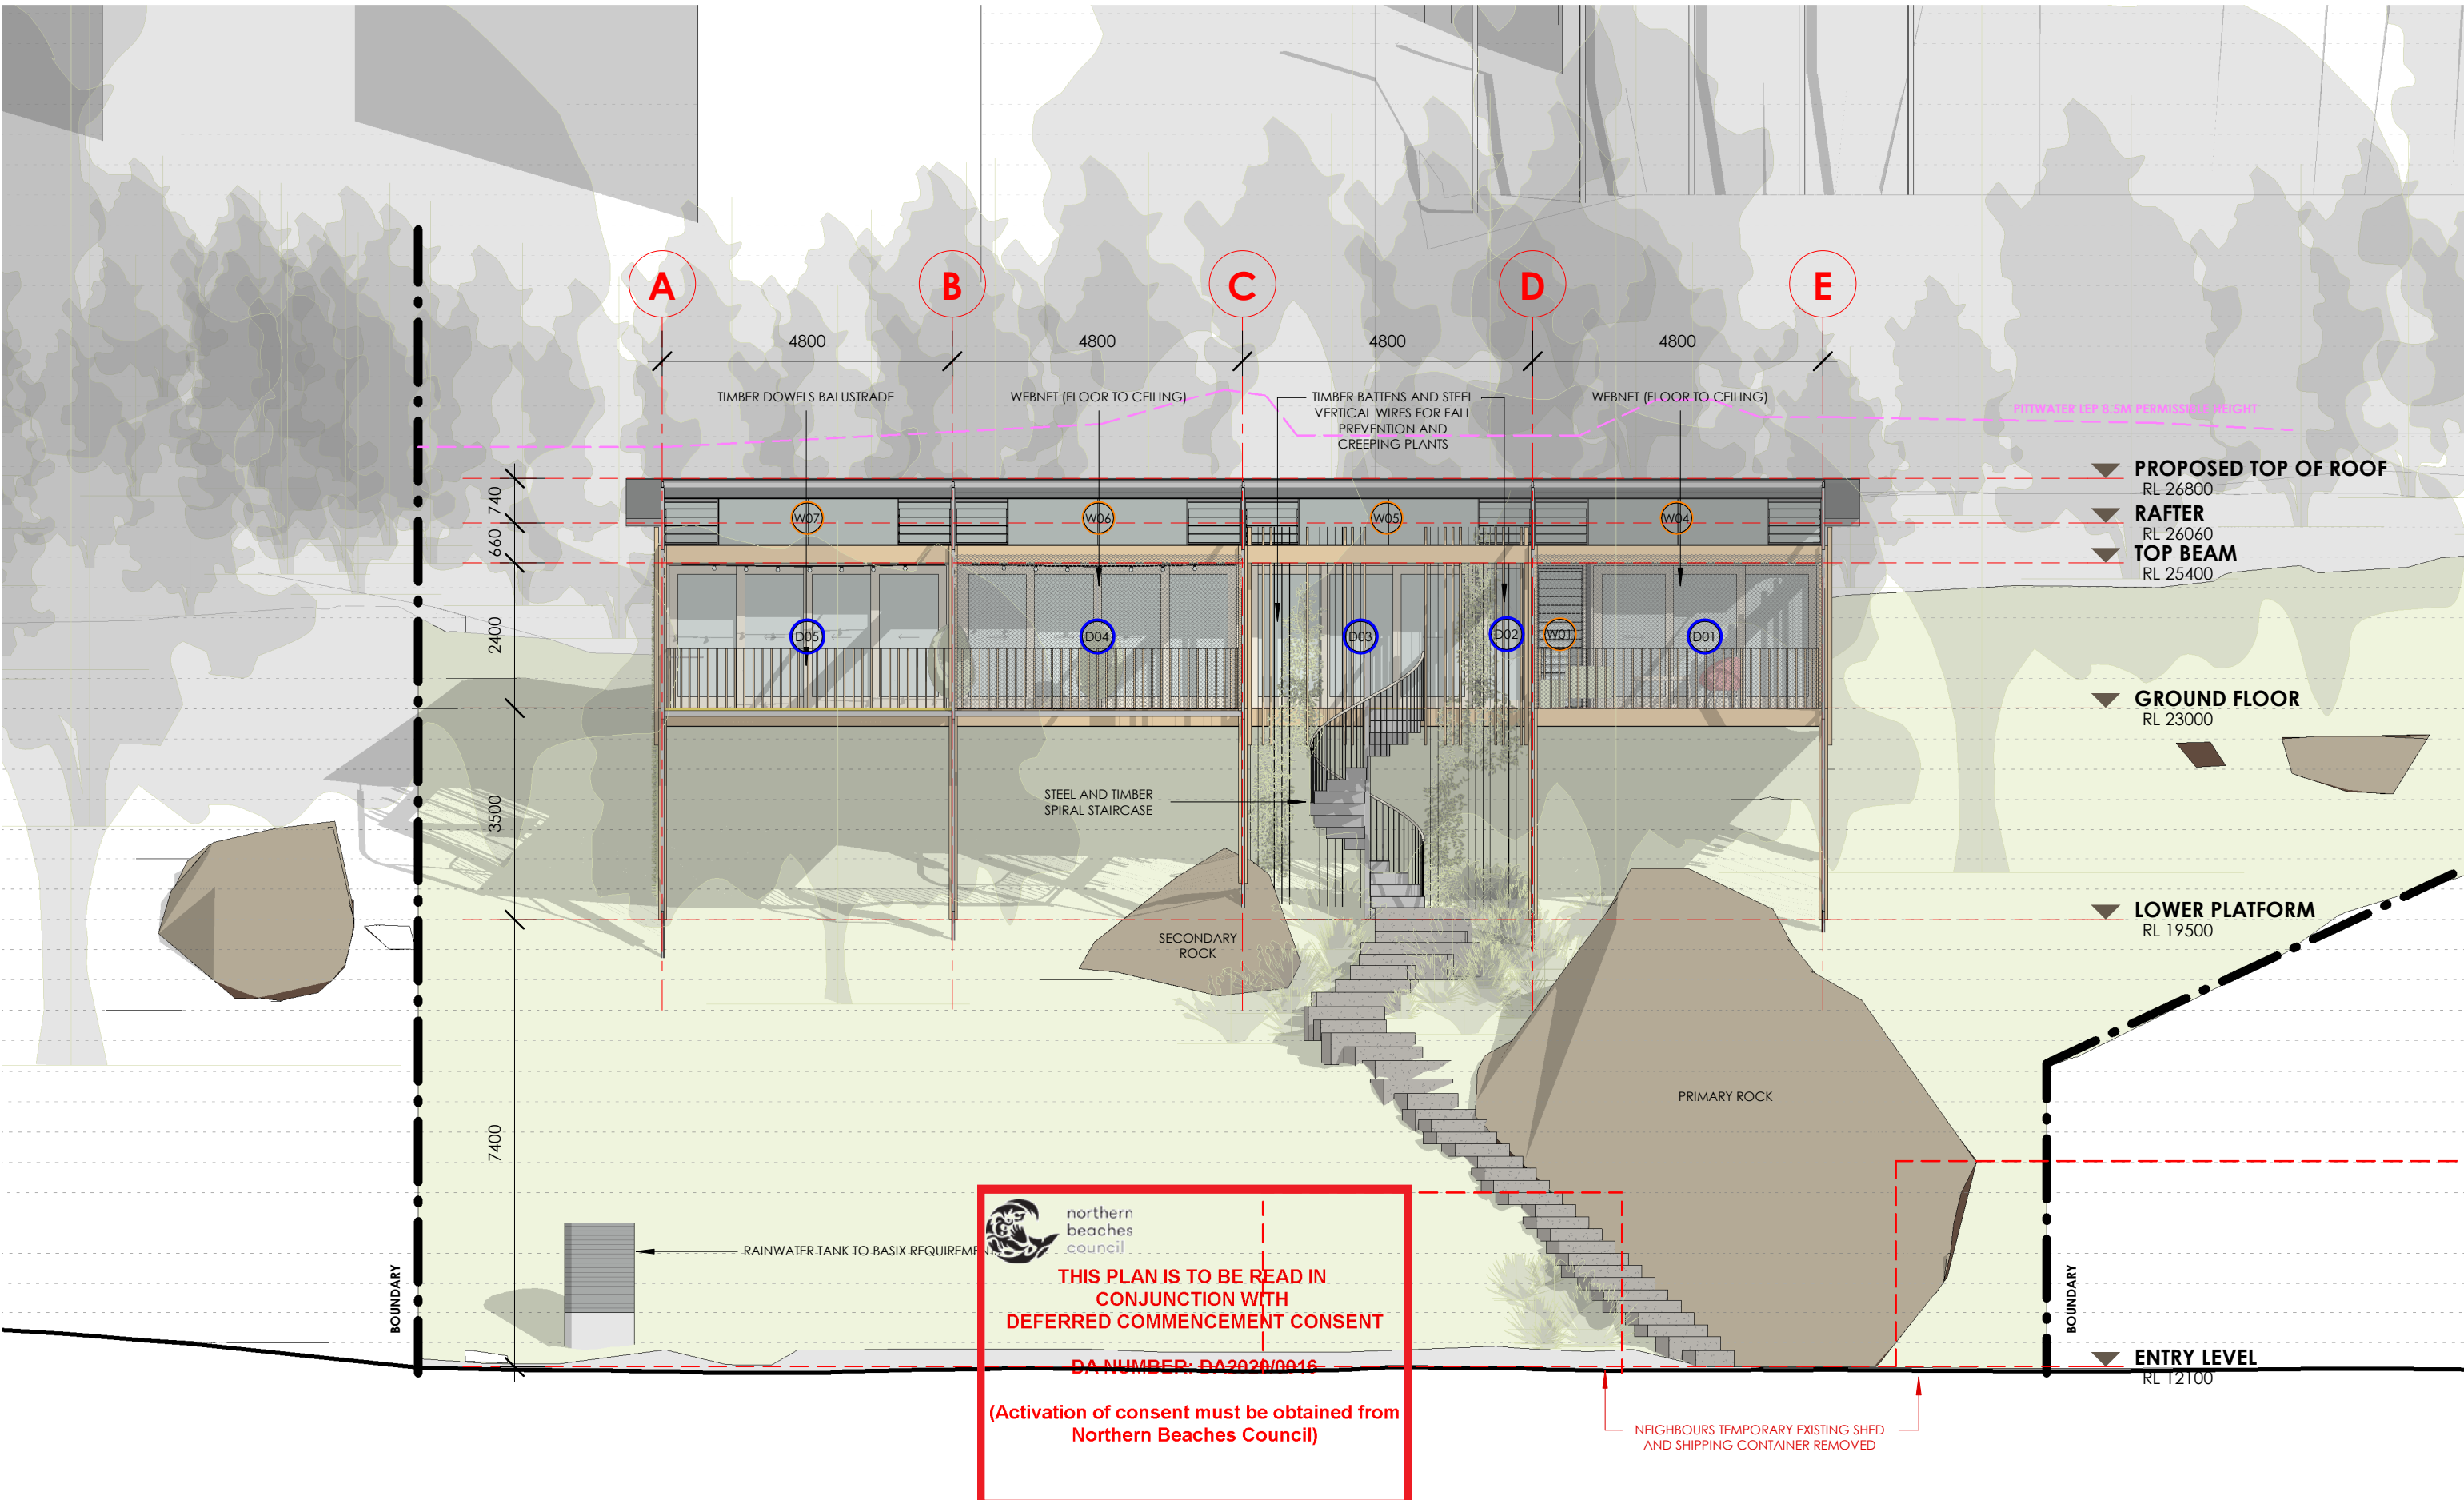 A
B
C
D
E
4800
4800
4800
4800
TIMBER DOWELS BALUSTRADE
WEBNET (FLOOR TO CEILING)
TIMBER BATTENS AND STEEL
VERTICAL WIRES FOR FALL
PREVENTION AND
CREEPING PLANTS
WEBNET (FLOOR TO CEILING)
PITTWATER LEP 8.5M PERMISSIBLE HEIGHT
740
660
2400
3500
7400
W07
W06
W05
W04
D05
D04
D03
D02
W01
D01
PROPOSED TOP OF ROOF
RL 26800
RAFTER
RL 26060
TOP BEAM
RL 25400
GROUND FLOOR
RL 23000
STEEL AND TIMBER
SPIRAL STAIRCASE
LOWER PLATFORM
RL 19500
SECONDARY
ROCK
PRIMARY ROCK
RAINWATER TANK TO BASIX REQUIREMEN
northern
beaches
council
THIS PLAN IS TO BE READ IN
CONJUNCTION WITH
DEFERRED COMMENCEMENT CONSENT
DA NUMBER: DA2020/0016
(Activation of consent must be obtained from
Northern Beaches Council)
BOUNDARY
BOUNDARY
ENTRY LEVEL
RL 12100
NEIGHBOURS TEMPORARY EXISTING SHED
AND SHIPPING CONTAINER REMOVED